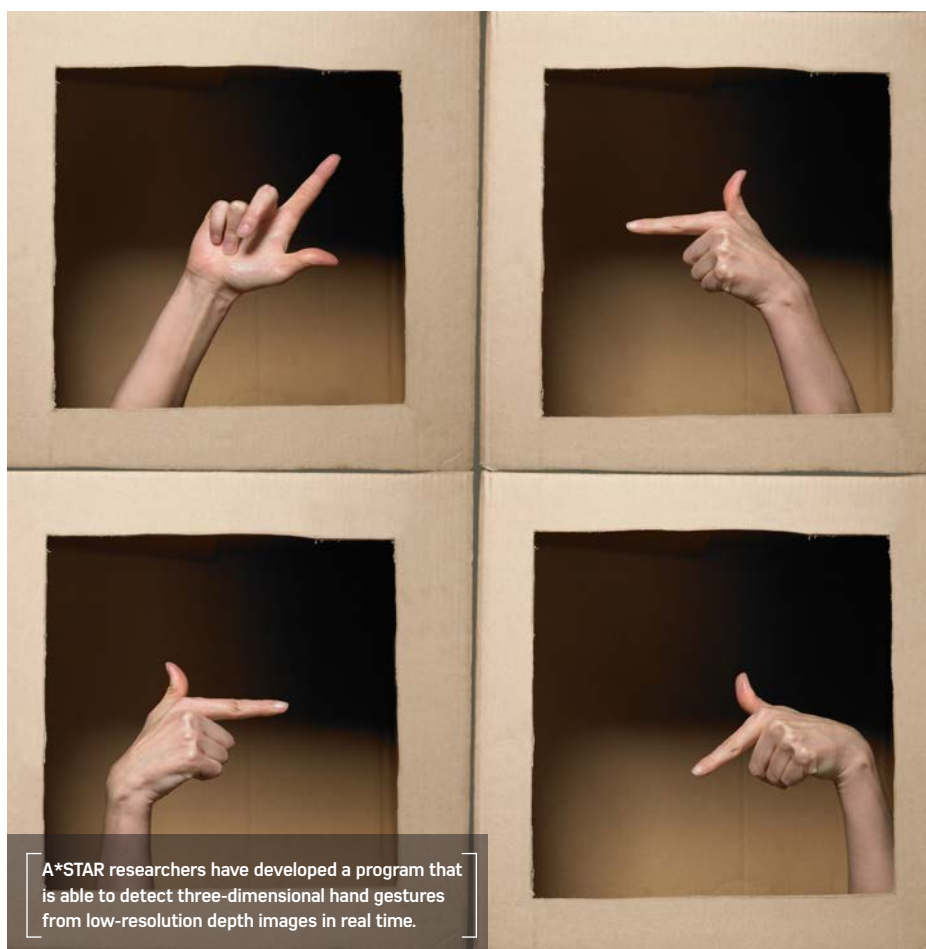 A*STAR researchers have developed a program that
is able to detect three-dimensional hand gestures
from low-resolution depth images in real time.